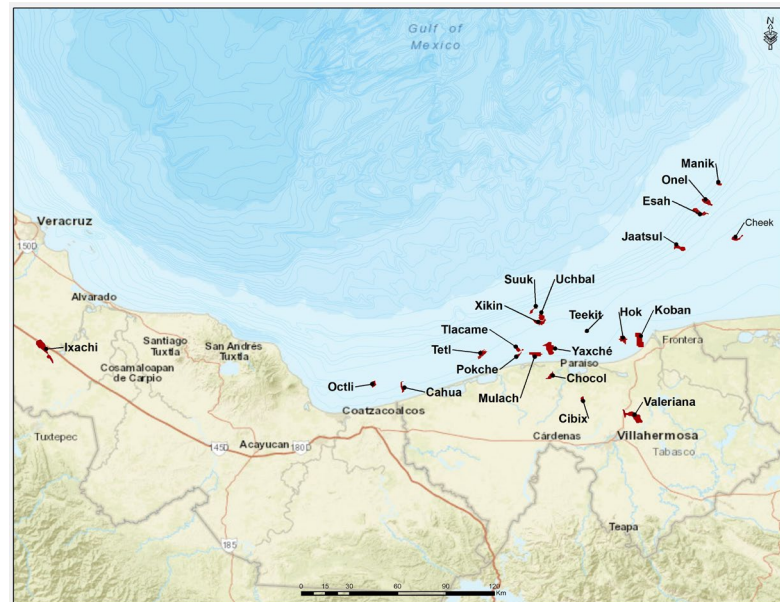 Gulf of
Mexico
N
Manik
Onel
Esah
Veracruz
150D
Cheek
Jaatsul
Suuk
Uchbal
Alvarado
Xikin
Teekit
Hok
Koban
Tlacame
Frontera
Santiago
Tuxtla
San Andrés
Tuxtla
Ixachi
Tetl
Yaxché
Pokche
Paraíso
Cosamaloapan
de Carpio
Chocol
Octli
Cahua
Mulach
Valeriana
Coatzacoalcos
Cibix
Tuxtepec
145D
Acayucan
180D
Cárdenas
Villahermosa
Tabasco
Teapa
185
0 15 30 60 90 120
Km